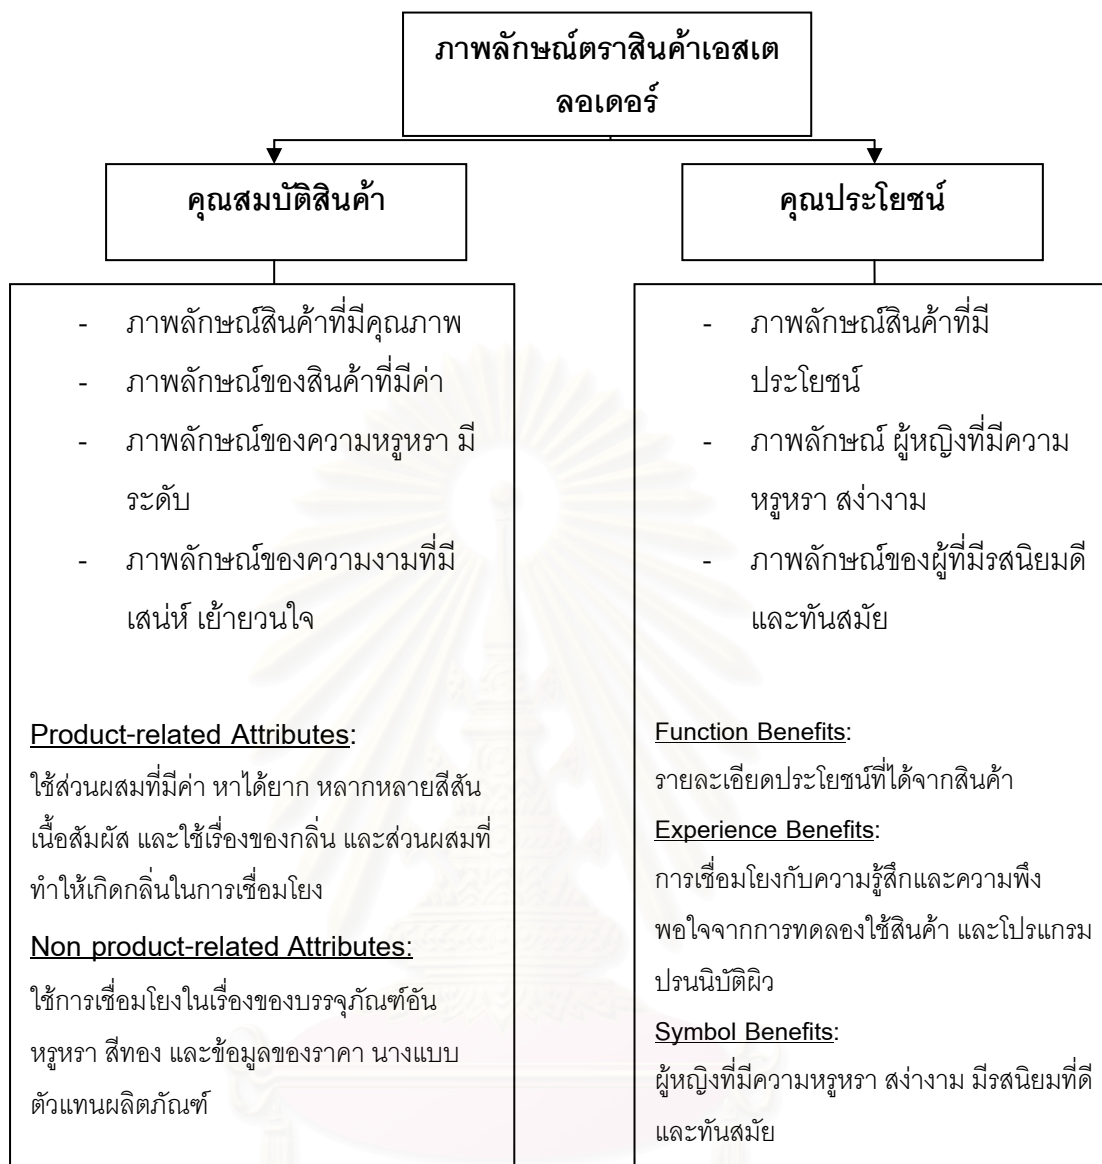 ภาพลักษณ์ตราสินค้าเอสเต
ลอเดอร์
คุณสมบัติสินค้า
- ภาพลักษณ์สินค้าที่มีคุณภาพ
- ภาพลักษณ์ของสินค้าที่มีค่า
- ภาพลักษณ์ของความหรูหรา มี
ระดับ
- ภาพลักษณ์ของความงามที่มี
เสน่ห์ เย้ายวนใจ
Product-related Attributes:
ใช้ส่วนผสมที่มีค่า หาได้ยาก หลากหลายสีสัน
เนื้อสัมผัส และใช้เรื่องของกลิ่น และส่วนผสมที่
ทำให้เกิดกลิ่นในการเชื่อมโยง
Non product-related Attributes:
ใช้การเชื่อมโยงในเรื่องของบรรจุภัณฑ์อัน
หรูหรา สีทอง และข้อมูลของราคา นางแบบ
ตัวแทนผลิตภัณฑ์
คุณประโยชน์
- ภาพลักษณ์สินค้าที่มี
ประโยชน์
- ภาพลักษณ์ ผู้หญิงที่มีความ
หรูหรา สง่างาม
- ภาพลักษณ์ของผู้ที่มีรสนิยมดี
และทันสมัย
Function Benefits:
รายละเอียดประโยชน์ที่ได้จากสินค้า
Experience Benefits:
การเชื่อมโยงกับความรู้สึกและความพึง
พอใจจากการทดลองใช้สินค้า และโปรแกรม
ปรนนิบัติผิว
Symbol Benefits:
ผู้หญิงที่มีความหรูหรา สง่างาม มีรสนิยมที่ดี
และทันสมัย